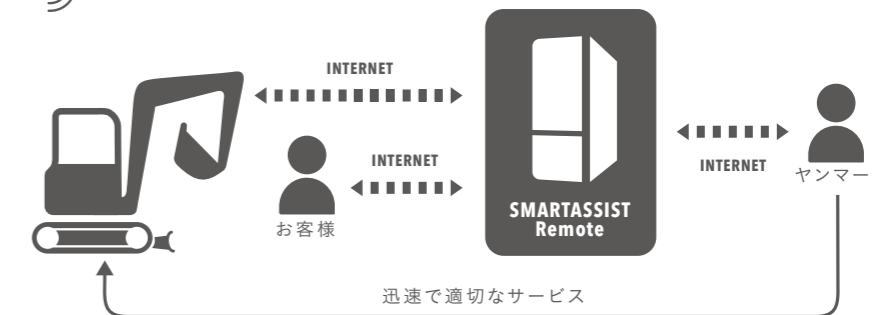 INTERNET
INTERNET
お客様
SMARTASSIST
Remote
INTERNET
ヤンマー
迅速で適切なサービス